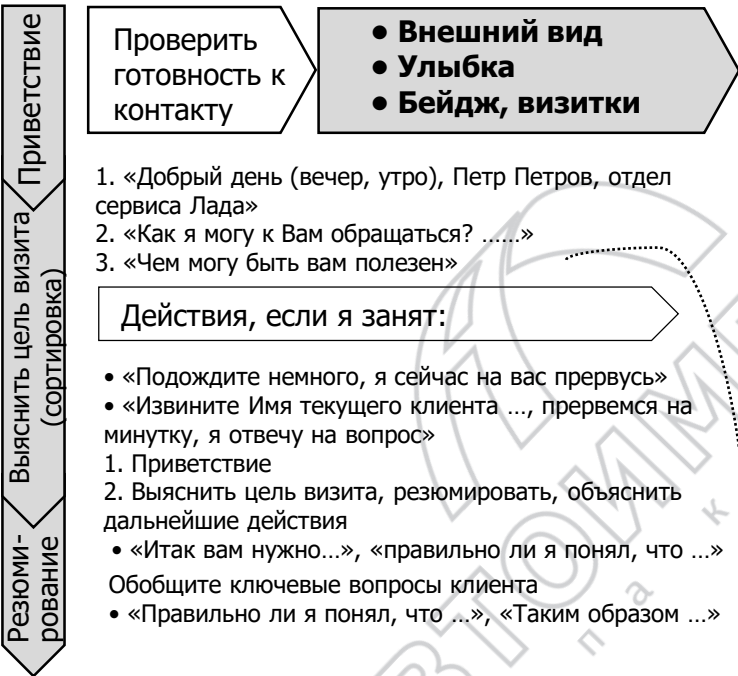 Приветствие
Выяснить цель визита
(сортировка)
Резюми-
рование
Проверить
готовность к
контакту
• Внешний вид
• Улыбка
• Бейдж, визитки
1. «Добрый день (вечер, утро), Петр Петров, отдел
сервиса Лада»
2. «Как я могу к Вам обращаться? ……»
3. «Чем могу быть вам полезен»
Действия, если я занят:
• «Подождите немного, я сейчас на вас прервусь»
• «Извините Имя текущего клиента …, прервемся на
минутку, я отвечу на вопрос»
1. Приветствие
2. Выяснить цель визита, резюмировать, объяснить
дальнейшие действия
• «Итак вам нужно…», «правильно ли я понял, что …»
Обобщите ключевые вопросы клиента
• «Правильно ли я понял, что …», «Таким образом …»